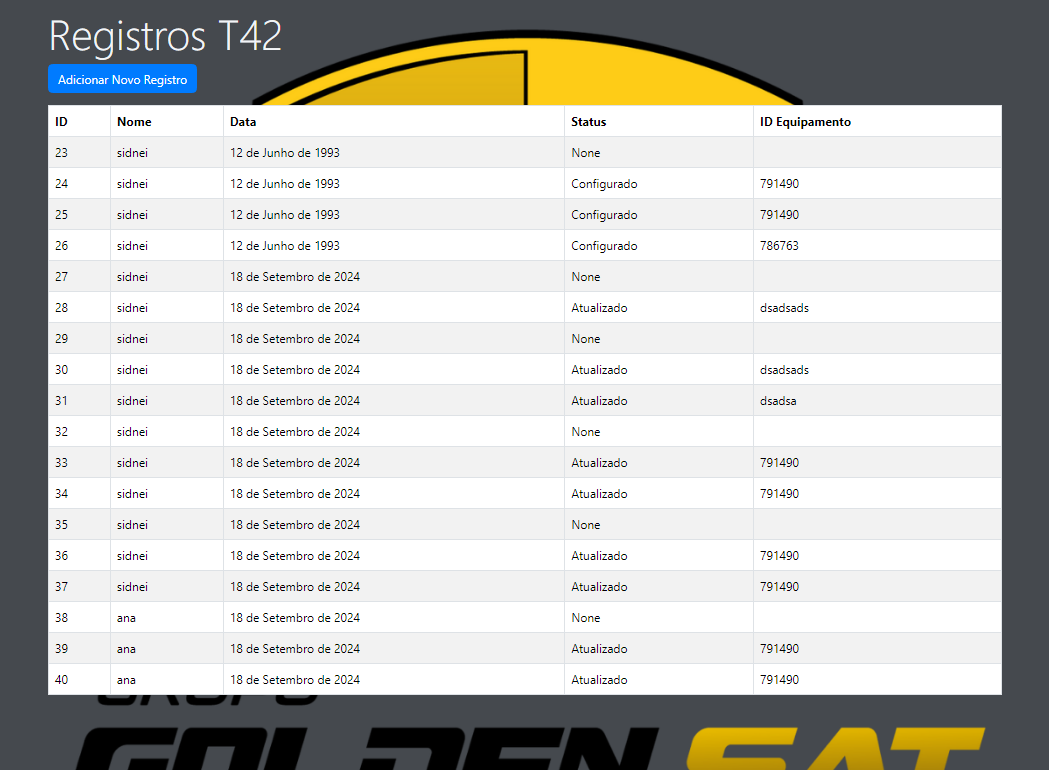 Registros T42
Adicionar Novo Registro
ID Nome Data Status ID Equipamento
23 sidnei 12 de Junho de 1993 None
24 sidnei 12 de Junho de 1993 Configurado 791490
25 sidnei 12 de Junho de 1993 Configurado 791490
26 sidnei 12 de Junho de 1993 Configurado 786763
27 sidnei 18 de Setembro de 2024 None
28 sidnei 18 de Setembro de 2024 Atualizado dsadsads
29 sidnei 18 de Setembro de 2024 None
30 sidnei 18 de Setembro de 2024 Atualizado dsadsads
31 sidnei 18 de Setembro de 2024 Atualizado dsadsa
32 sidnei 18 de Setembro de 2024 None
33 sidnei 18 de Setembro de 2024 Atualizado 791490
34 sidnei 18 de Setembro de 2024 Atualizado 791490
35 sidnei 18 de Setembro de 2024 None
36 sidnei 18 de Setembro de 2024 Atualizado 791490
37 sidnei 18 de Setembro de 2024 Atualizado 791490
38 ana 18 de Setembro de 2024 None
39 ana 18 de Setembro de 2024 Atualizado 791490
40 ana 18 de Setembro de 2024 Atualizado 791490
GOLDEN SAT